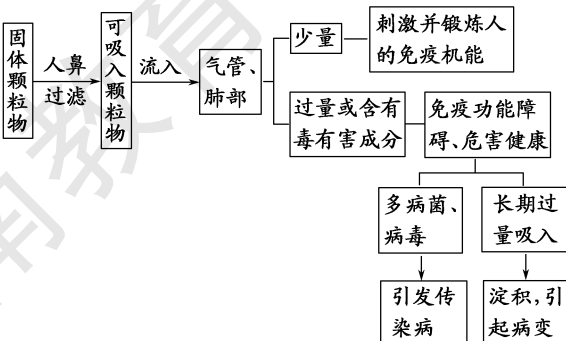 固体颗粒物
人鼻
过滤
可吸入颗粒物
流入
气管、
肺部
少量
刺激并锻炼人
的免疫机能
过量或含有
毒有害成分
免疫功能障
碍、危害健康
多病菌、
病毒
长期过
量吸入
引发传
染病
淀积,引
起病变